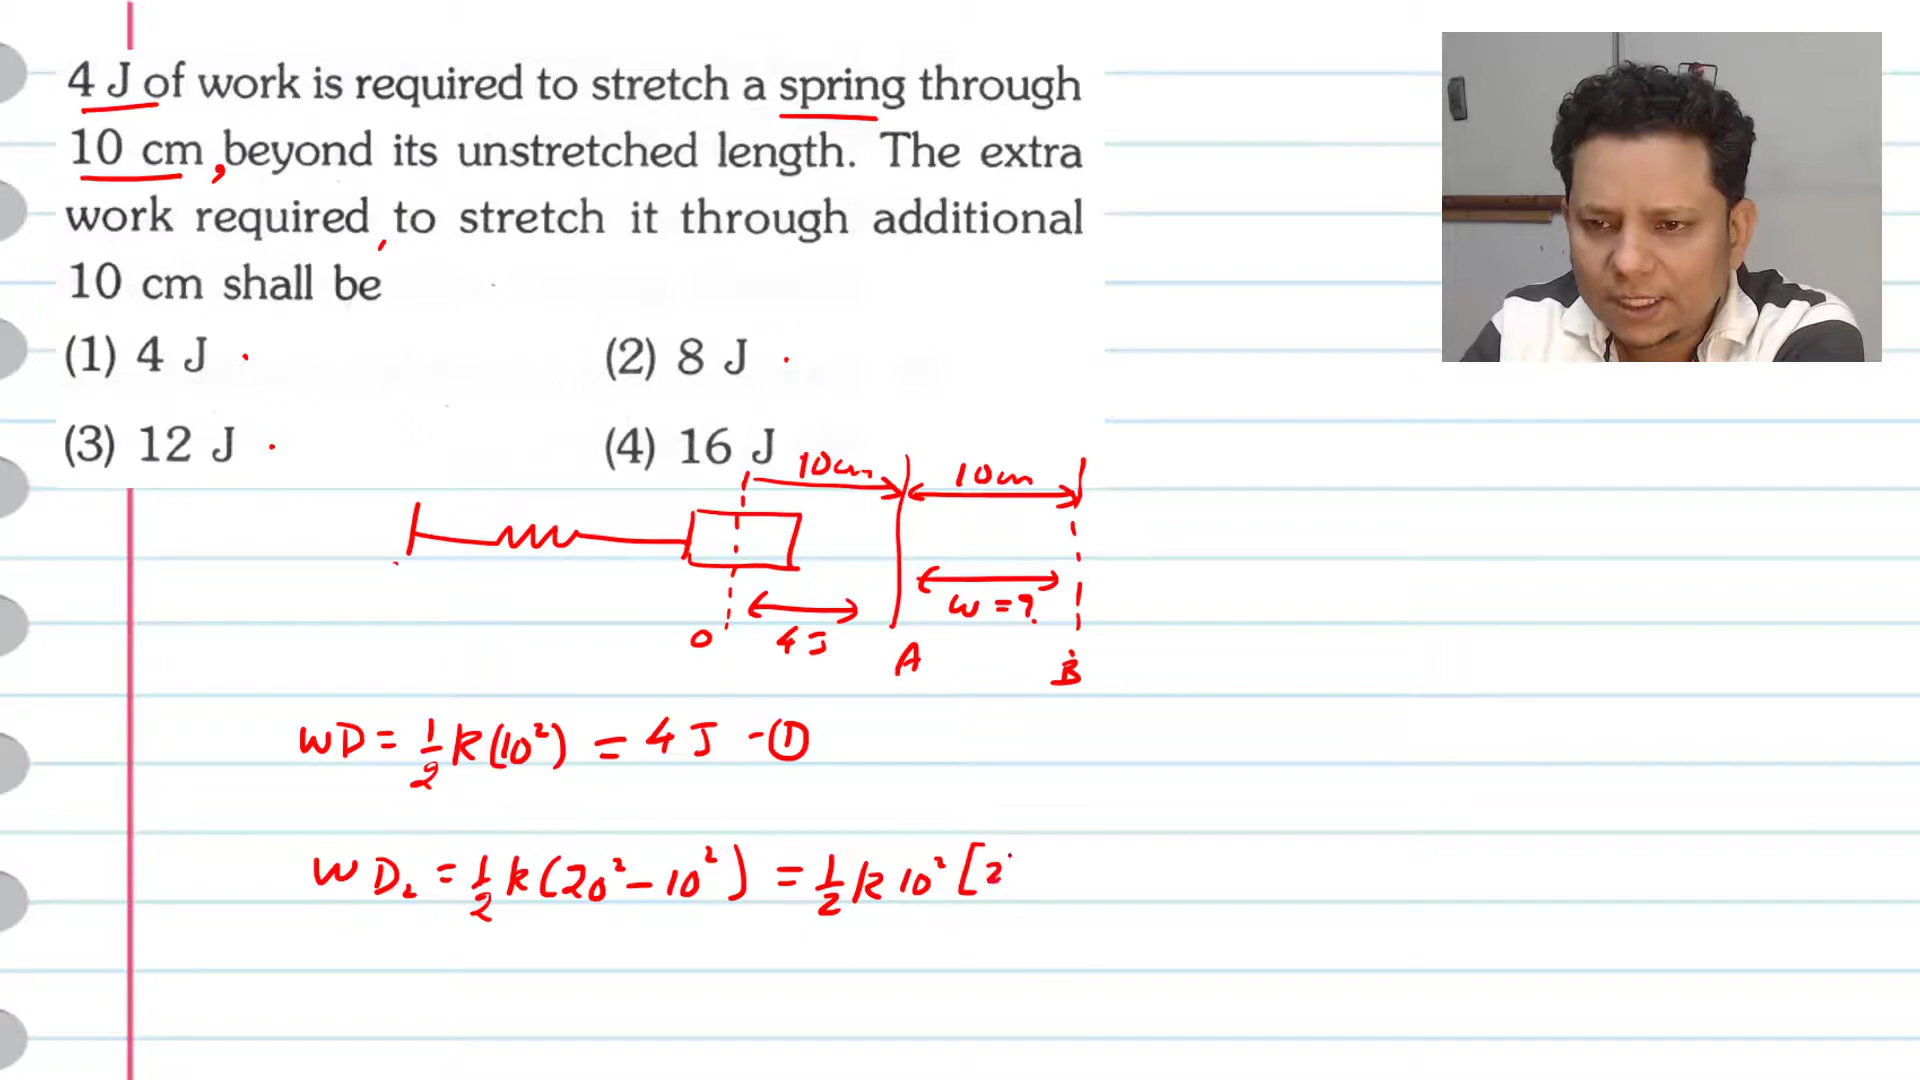 4 J of work is required to stretch a spring through
10 cm, beyond its unstretched length. The extra
work required, to stretch it through additional
10 cm shall be
(1) 4 J .
(2) 8 J .
(3) 12 J .
(4) 16 J
10cm
10cm
W = ?
O
4 J
A
B
WD = 1/2 k(10²) = 4 J - ①
WD₂ = 1/2 k(20² - 10²) = 1/2 k 10² [2